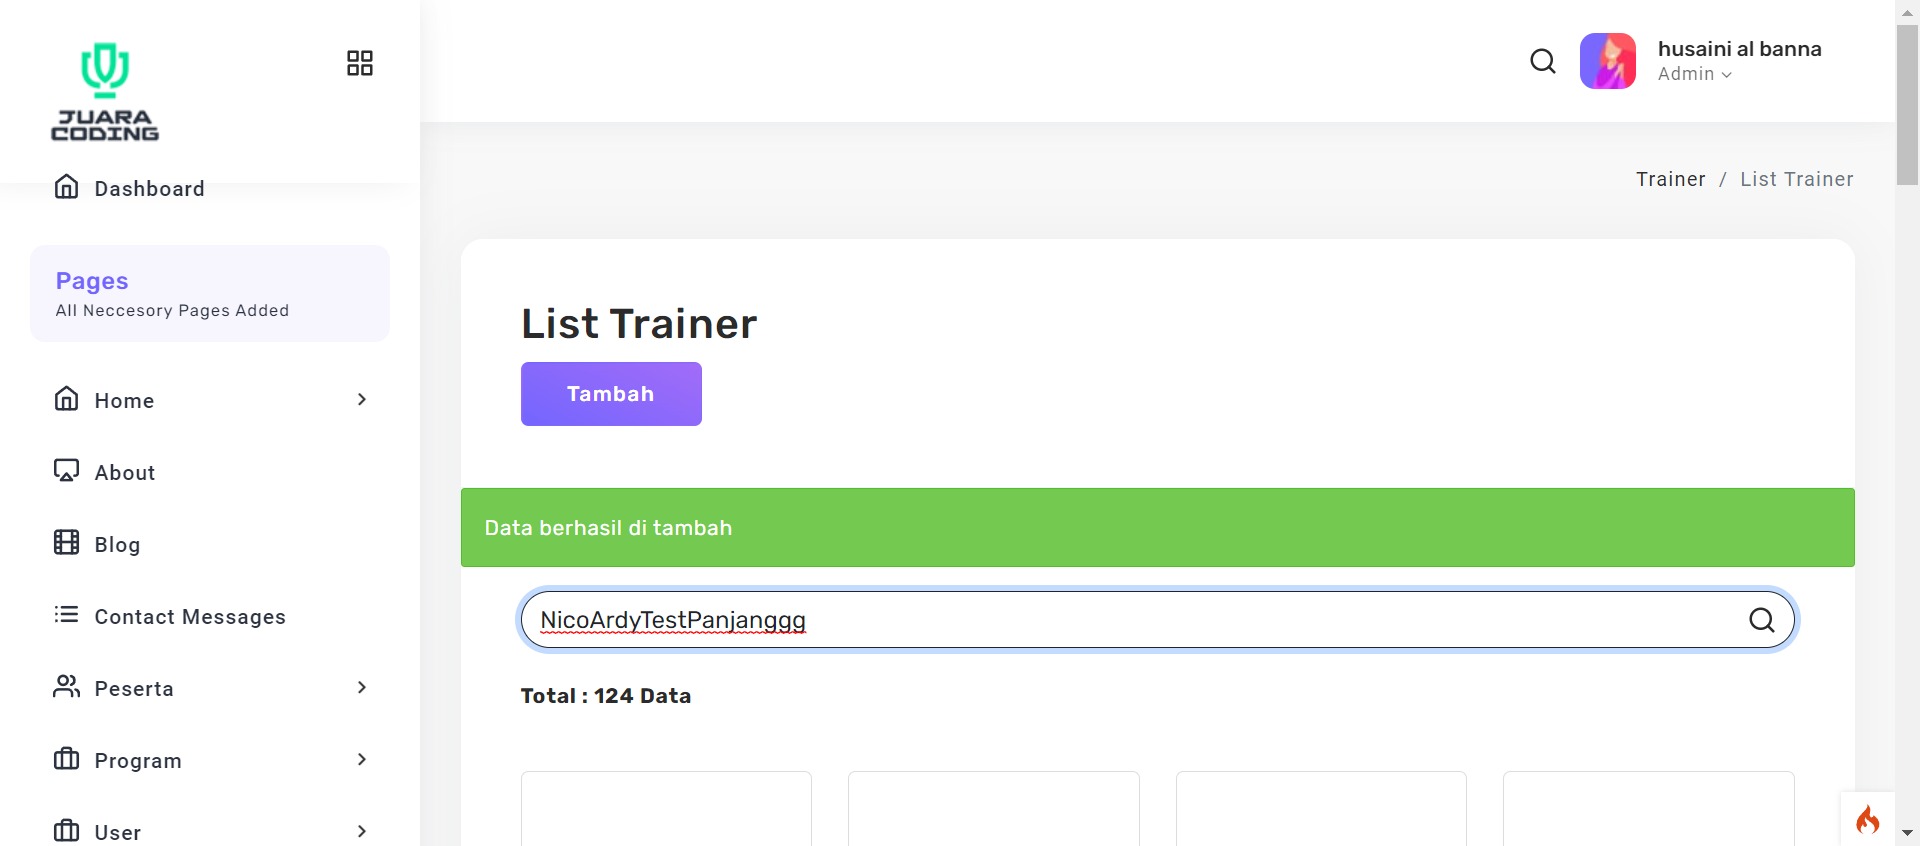 JUARA
CODING
husaini al banna
Admin
Dashboard
Trainer / List Trainer
Pages
All Neccesory Pages Added
List Trainer
Tambah
Home
About
Blog
Contact Messages
Peserta
Program
User
Data berhasil di tambah
NicoArdyTestPanjanggg
Total : 124 Data